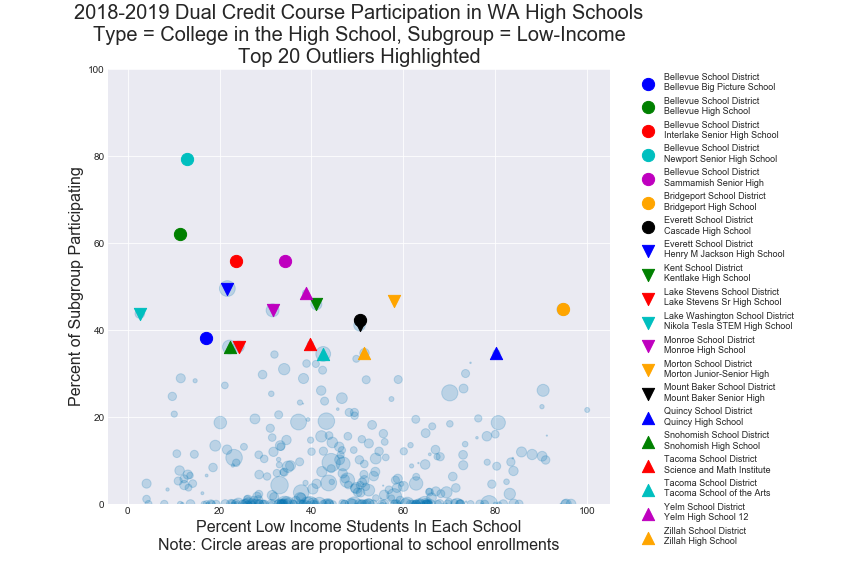 2018-2019 Dual Credit Course Participation in WA High Schools
Type = College in the High School, Subgroup = Low-Income
Top 20 Outliers Highlighted
100
80
60
40
20
0
Percent of Subgroup Participating
0 20 40 60 80 100
Percent Low Income Students In Each School
Note: Circle areas are proportional to school enrollments
Bellevue School District
Bellevue Big Picture School
Bellevue School District
Bellevue High School
Bellevue School District
Interlake Senior High School
Bellevue School District
Newport Senior High School
Bellevue School District
Sammamish Senior High
Bridgeport School District
Bridgeport High School
Everett School District
Cascade High School
Everett School District
Henry M Jackson High School
Kent School District
Kentlake High School
Lake Stevens School District
Lake Stevens Sr High School
Lake Washington School District
Nikola Tesla STEM High School
Monroe School District
Monroe High School
Morton School District
Morton Junior-Senior High
Mount Baker School District
Mount Baker Senior High
Quincy School District
Quincy High School
Snohomish School District
Snohomish High School
Tacoma School District
Science and Math Institute
Tacoma School District
Tacoma School of the Arts
Yelm School District
Yelm High School 12
Zillah School District
Zillah High School